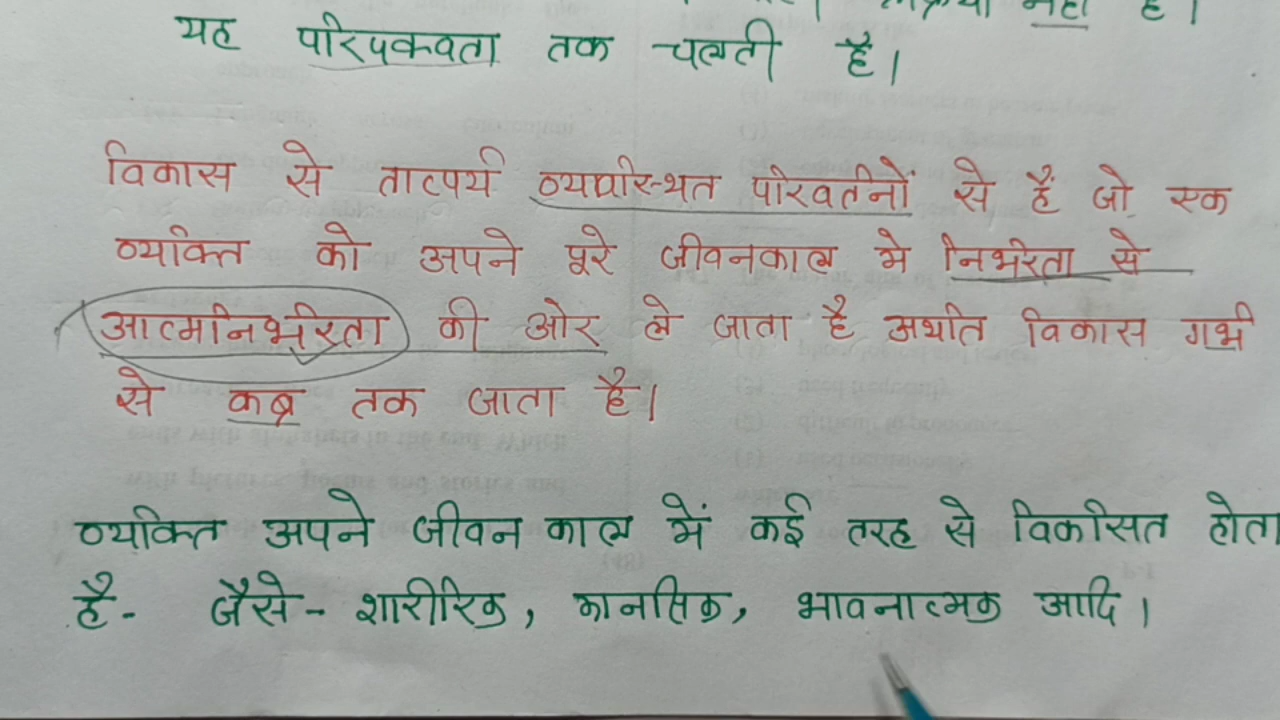 नहीं है।
यह परिपक्वता तक चलती है।
विकास से तात्पर्य व्यवस्थित परिवर्तनों से हैं जो एक
व्यक्ति को अपने पूरे जीवनकाल मे निर्भरता से
आत्मनिर्भरता की ओर ले जाता है अर्थात विकास गर्भ
से कब्र तक जाता है।
व्यक्ति अपने जीवन काल में कई तरह से विकसित होता
है- जैसे- शारीरिक, मानसिक, भावनात्मक आदि।